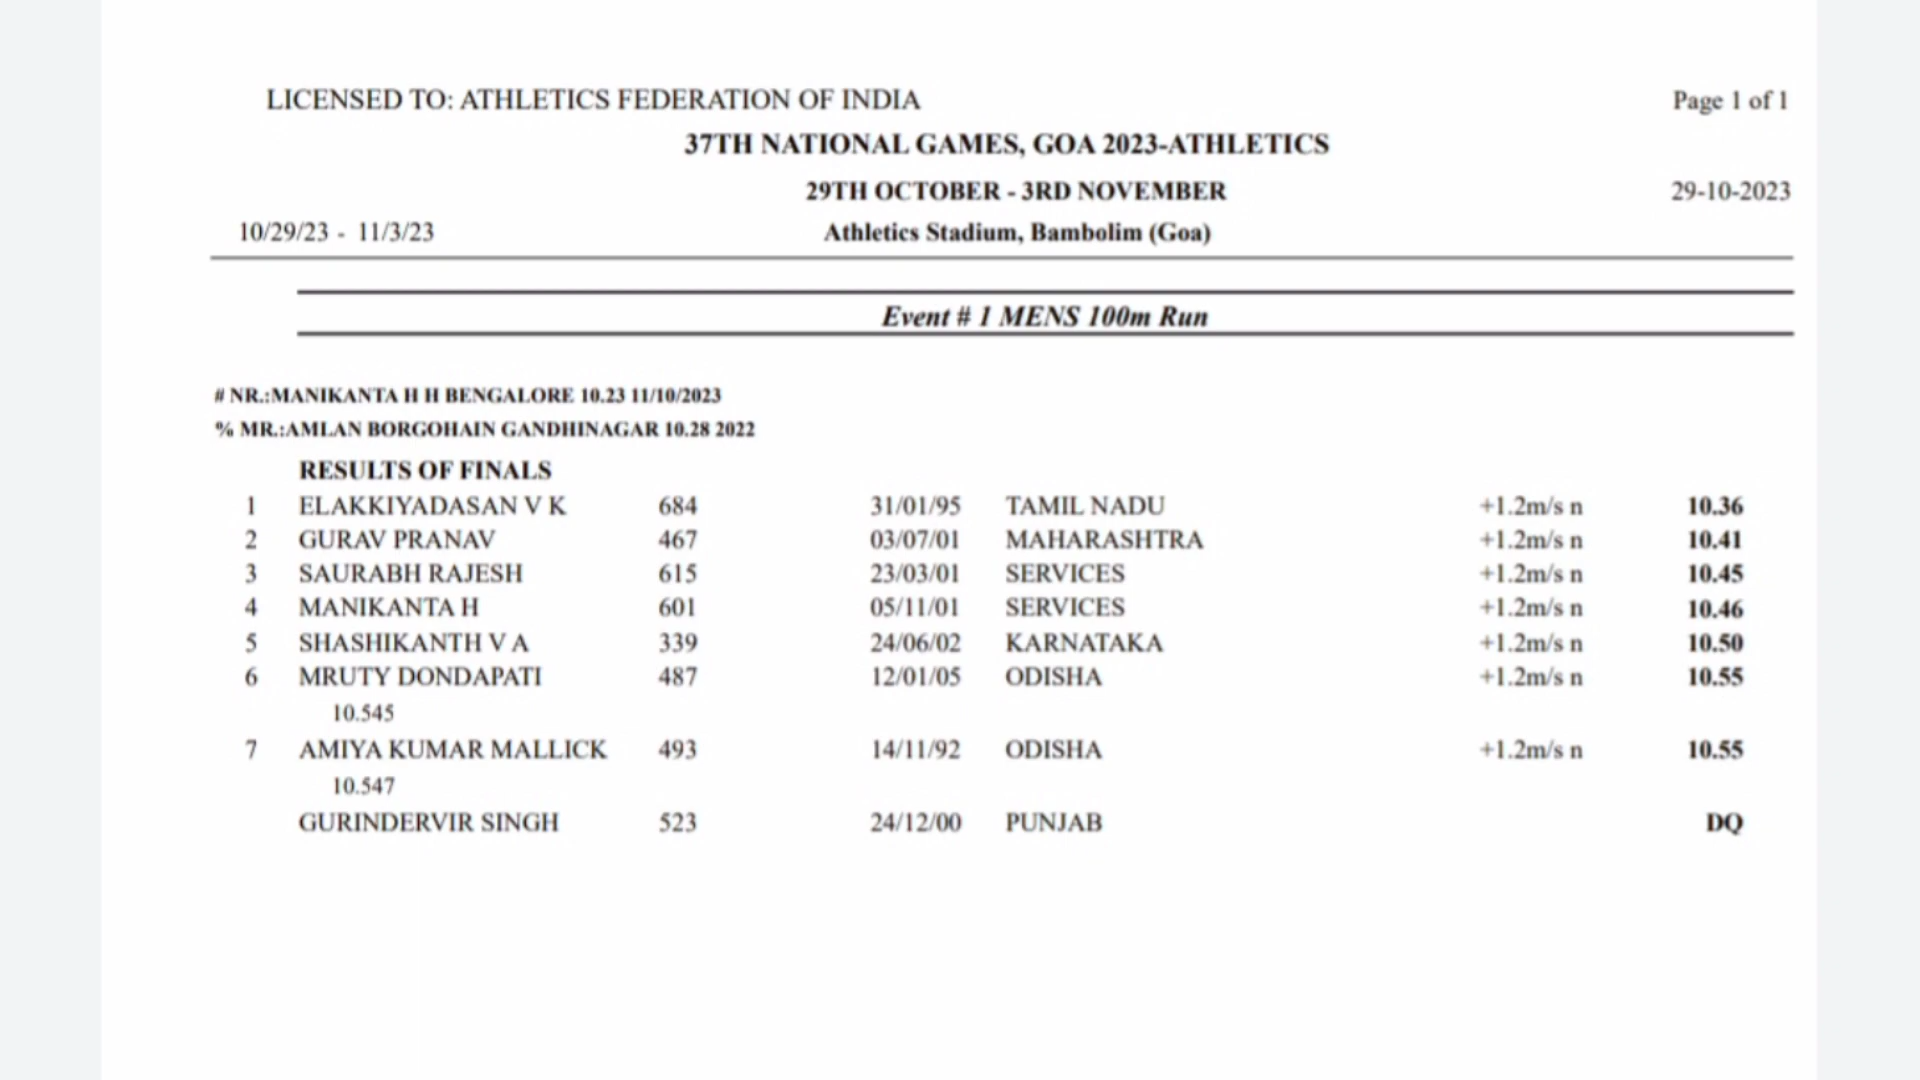 LICENSED TO: ATHLETICS FEDERATION OF INDIA Page 1 of 1
37TH NATIONAL GAMES, GOA 2023-ATHLETICS
29TH OCTOBER - 3RD NOVEMBER 29-10-2023
10/29/23 - 11/3/23 Athletics Stadium, Bambolim (Goa)
Event # 1 MENS 100m Run
# NR.:MANIKANTA H H BENGALORE 10.23 11/10/2023
% MR.:AMLAN BORGOHAIN GANDHINAGAR 10.28 2022
RESULTS OF FINALS
1 ELAKKIYADASAN V K 684 31/01/95 TAMIL NADU +1.2m/s n 10.36
2 GURAV PRANAV 467 03/07/01 MAHARASHTRA +1.2m/s n 10.41
3 SAURABH RAJESH 615 23/03/01 SERVICES +1.2m/s n 10.45
4 MANIKANTA H 601 05/11/01 SERVICES +1.2m/s n 10.46
5 SHASHIKANTH V A 339 24/06/02 KARNATAKA +1.2m/s n 10.50
6 MRUTY DONDAPATI 487 12/01/05 ODISHA +1.2m/s n 10.55
10.545
7 AMIYA KUMAR MALLICK 493 14/11/92 ODISHA +1.2m/s n 10.55
10.547
GURINDERVIR SINGH 523 24/12/00 PUNJAB DQ